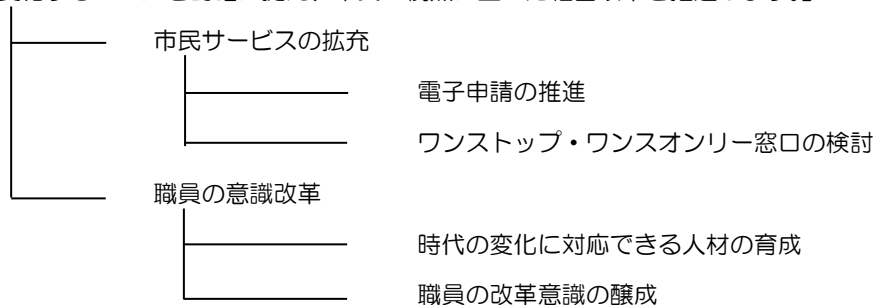 市民サービスの拡充
電子申請の推進
ワンストップ・ワンスオンリー窓口の検討
職員の意識改革
時代の変化に対応できる人材の育成
職員の改革意識の醸成